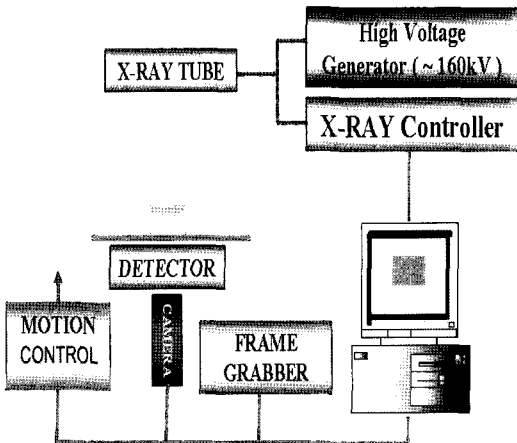 High Voltage
Generator ( ~ 160kV )
X-RAY TUBE
X-RAY Controller
DETECTOR
MOTION
CONTROL
CAMERA
FRAME
GRABBER